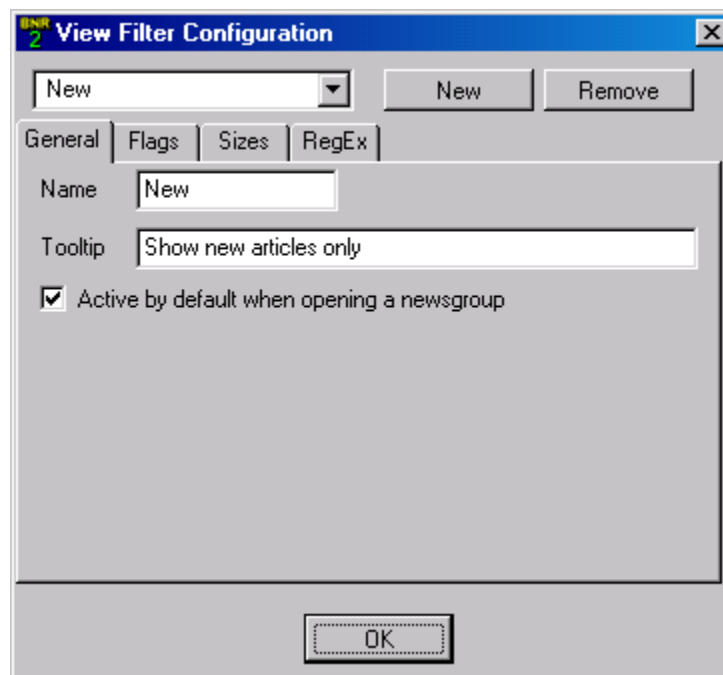 BNR
2 View Filter Configuration
New New Remove
General Flags Sizes RegEx
Name New
Tooltip Show new articles only
Active by default when opening a newsgroup
OK